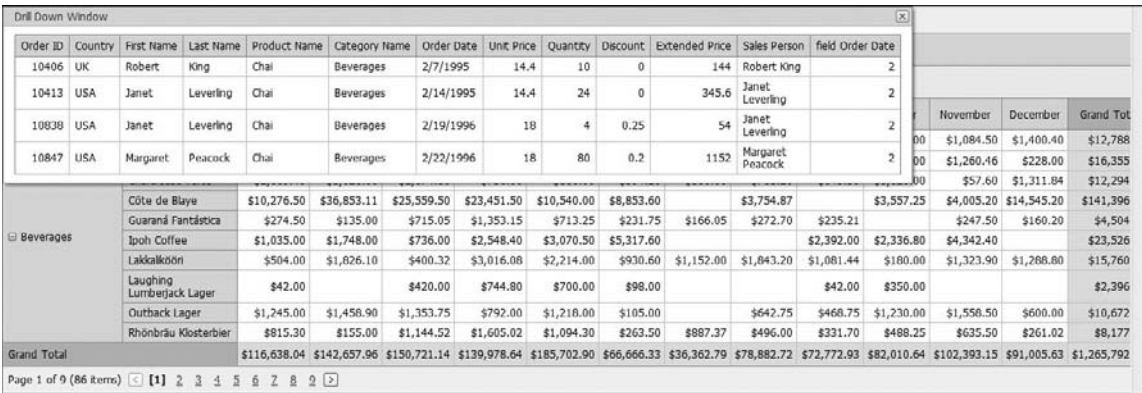 Drill Down Window
Order ID Country First Name Last Name Product Name Category Name Order Date Unit Price Quantity Discount Extended Price Sales Person field Order Date
10406 UK Robert King Chai Beverages 2/7/1995 14.4 10 0 144 Robert King 2
10413 USA Janet Leverling Chai Beverages 2/14/1995 14.4 24 0 345.6 Janet Leverling 2
10838 USA Janet Leverling Chai Beverages 2/19/1996 18 4 0.25 54 Janet Leverling 2
10847 USA Margaret Peacock Chai Beverages 2/22/1996 18 80 0.2 1152 Margaret Peacock 2
November December Grand Tot
00 $1,084.50 $1,400.40 $12,788
00 $1,260.46 $228.00 $16,355
00 $57.60 $1,311.84 $12,294
Beverages
Côte de Blaye $10,276.50 $36,853.11 $25,559.50 $23,451.50 $10,540.00 $8,853.60 $3,754.87 $3,557.25 $4,005.20 $14,545.20 $141,396
Guaraná Fantástica $274.50 $135.00 $715.05 $1,353.15 $713.25 $231.75 $166.05 $272.70 $235.21 $247.50 $160.20 $4,504
Ipoh Coffee $1,035.00 $1,748.00 $736.00 $2,548.40 $3,070.50 $5,317.60 $2,392.00 $2,336.80 $4,342.40 $23,526
Lakkalikööri $504.00 $1,826.10 $400.32 $3,016.08 $2,214.00 $930.60 $1,152.00 $1,843.20 $1,081.44 $180.00 $1,323.90 $1,288.80 $15,760
Laughing Lumberjack Lager $42.00 $420.00 $744.80 $700.00 $98.00 $42.00 $350.00 $2,396
Outback Lager $1,245.00 $1,458.90 $1,353.75 $792.00 $1,218.00 $105.00 $642.75 $468.75 $1,230.00 $1,558.50 $600.00 $10,672
Rhönbräu Klosterbier $815.30 $155.00 $1,144.52 $1,605.02 $1,094.30 $263.50 $887.37 $496.00 $331.70 $488.25 $635.50 $261.02 $8,177
Grand Total $116,638.04 $142,657.96 $150,721.14 $139,978.64 $185,702.90 $66,666.33 $36,362.79 $78,882.72 $72,772.93 $82,010.64 $102,393.15 $91,005.63 $1,265,792
Page 1 of 9 (86 items) < [1] 2 3 4 5 6 7 8 9 >